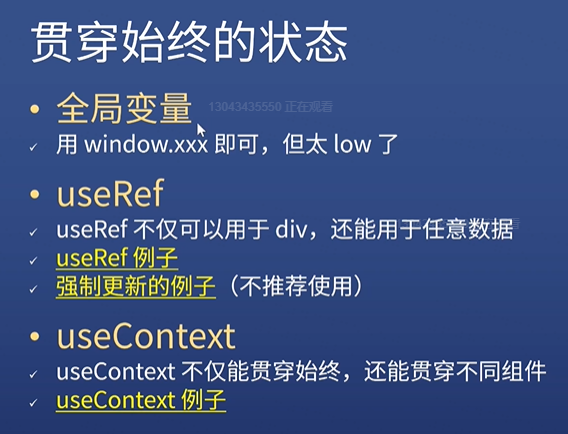 贯穿始终的状态
• 全局变量
13043435550 正在观看
✓ 用 window.xxx 即可，但太 low 了
• useRef
✓ useRef 不仅可以用于 div，还能用于任意数据
✓ useRef 例子
✓ 强制更新的例子（不推荐使用）
• useContext
✓ useContext 不仅能贯穿始终，还能贯穿不同组件
✓ useContext 例子